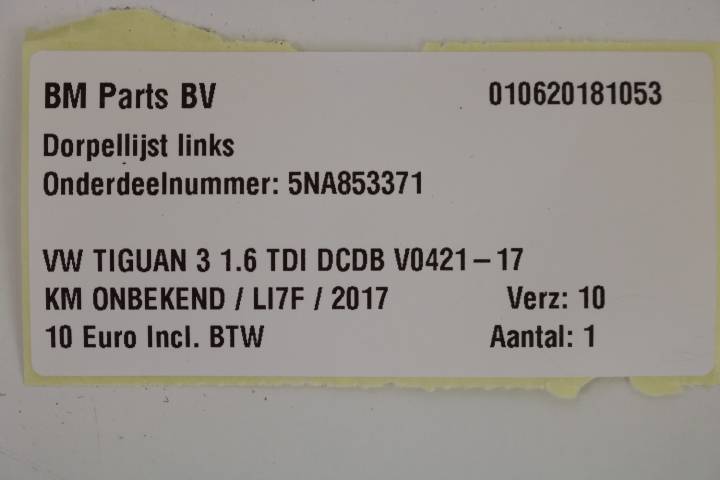 BM Parts BV 010620181053
Dorpellijst links
Onderdeelnummer: 5NA853371
VW TIGUAN 3 1.6 TDI DCDB V0421-17
KM ONBEKEND / LI7F / 2017 Verz: 10
10 Euro Incl. BTW Aantal: 1